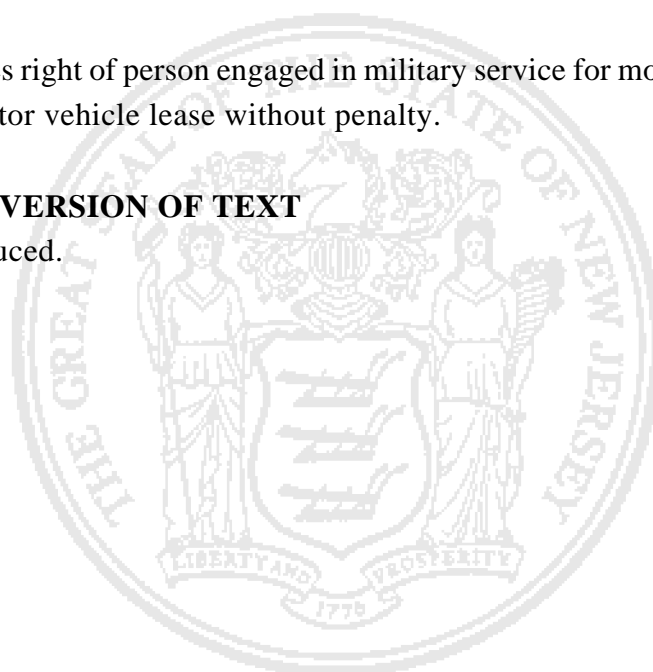 es right of person engaged in military service for mo
tor vehicle lease without penalty.
VERSION OF TEXT
uced.
THE GREAT SEAL OF THE STATE OF NEW JERSEY
LIBERTY AND PROSPERITY
1776